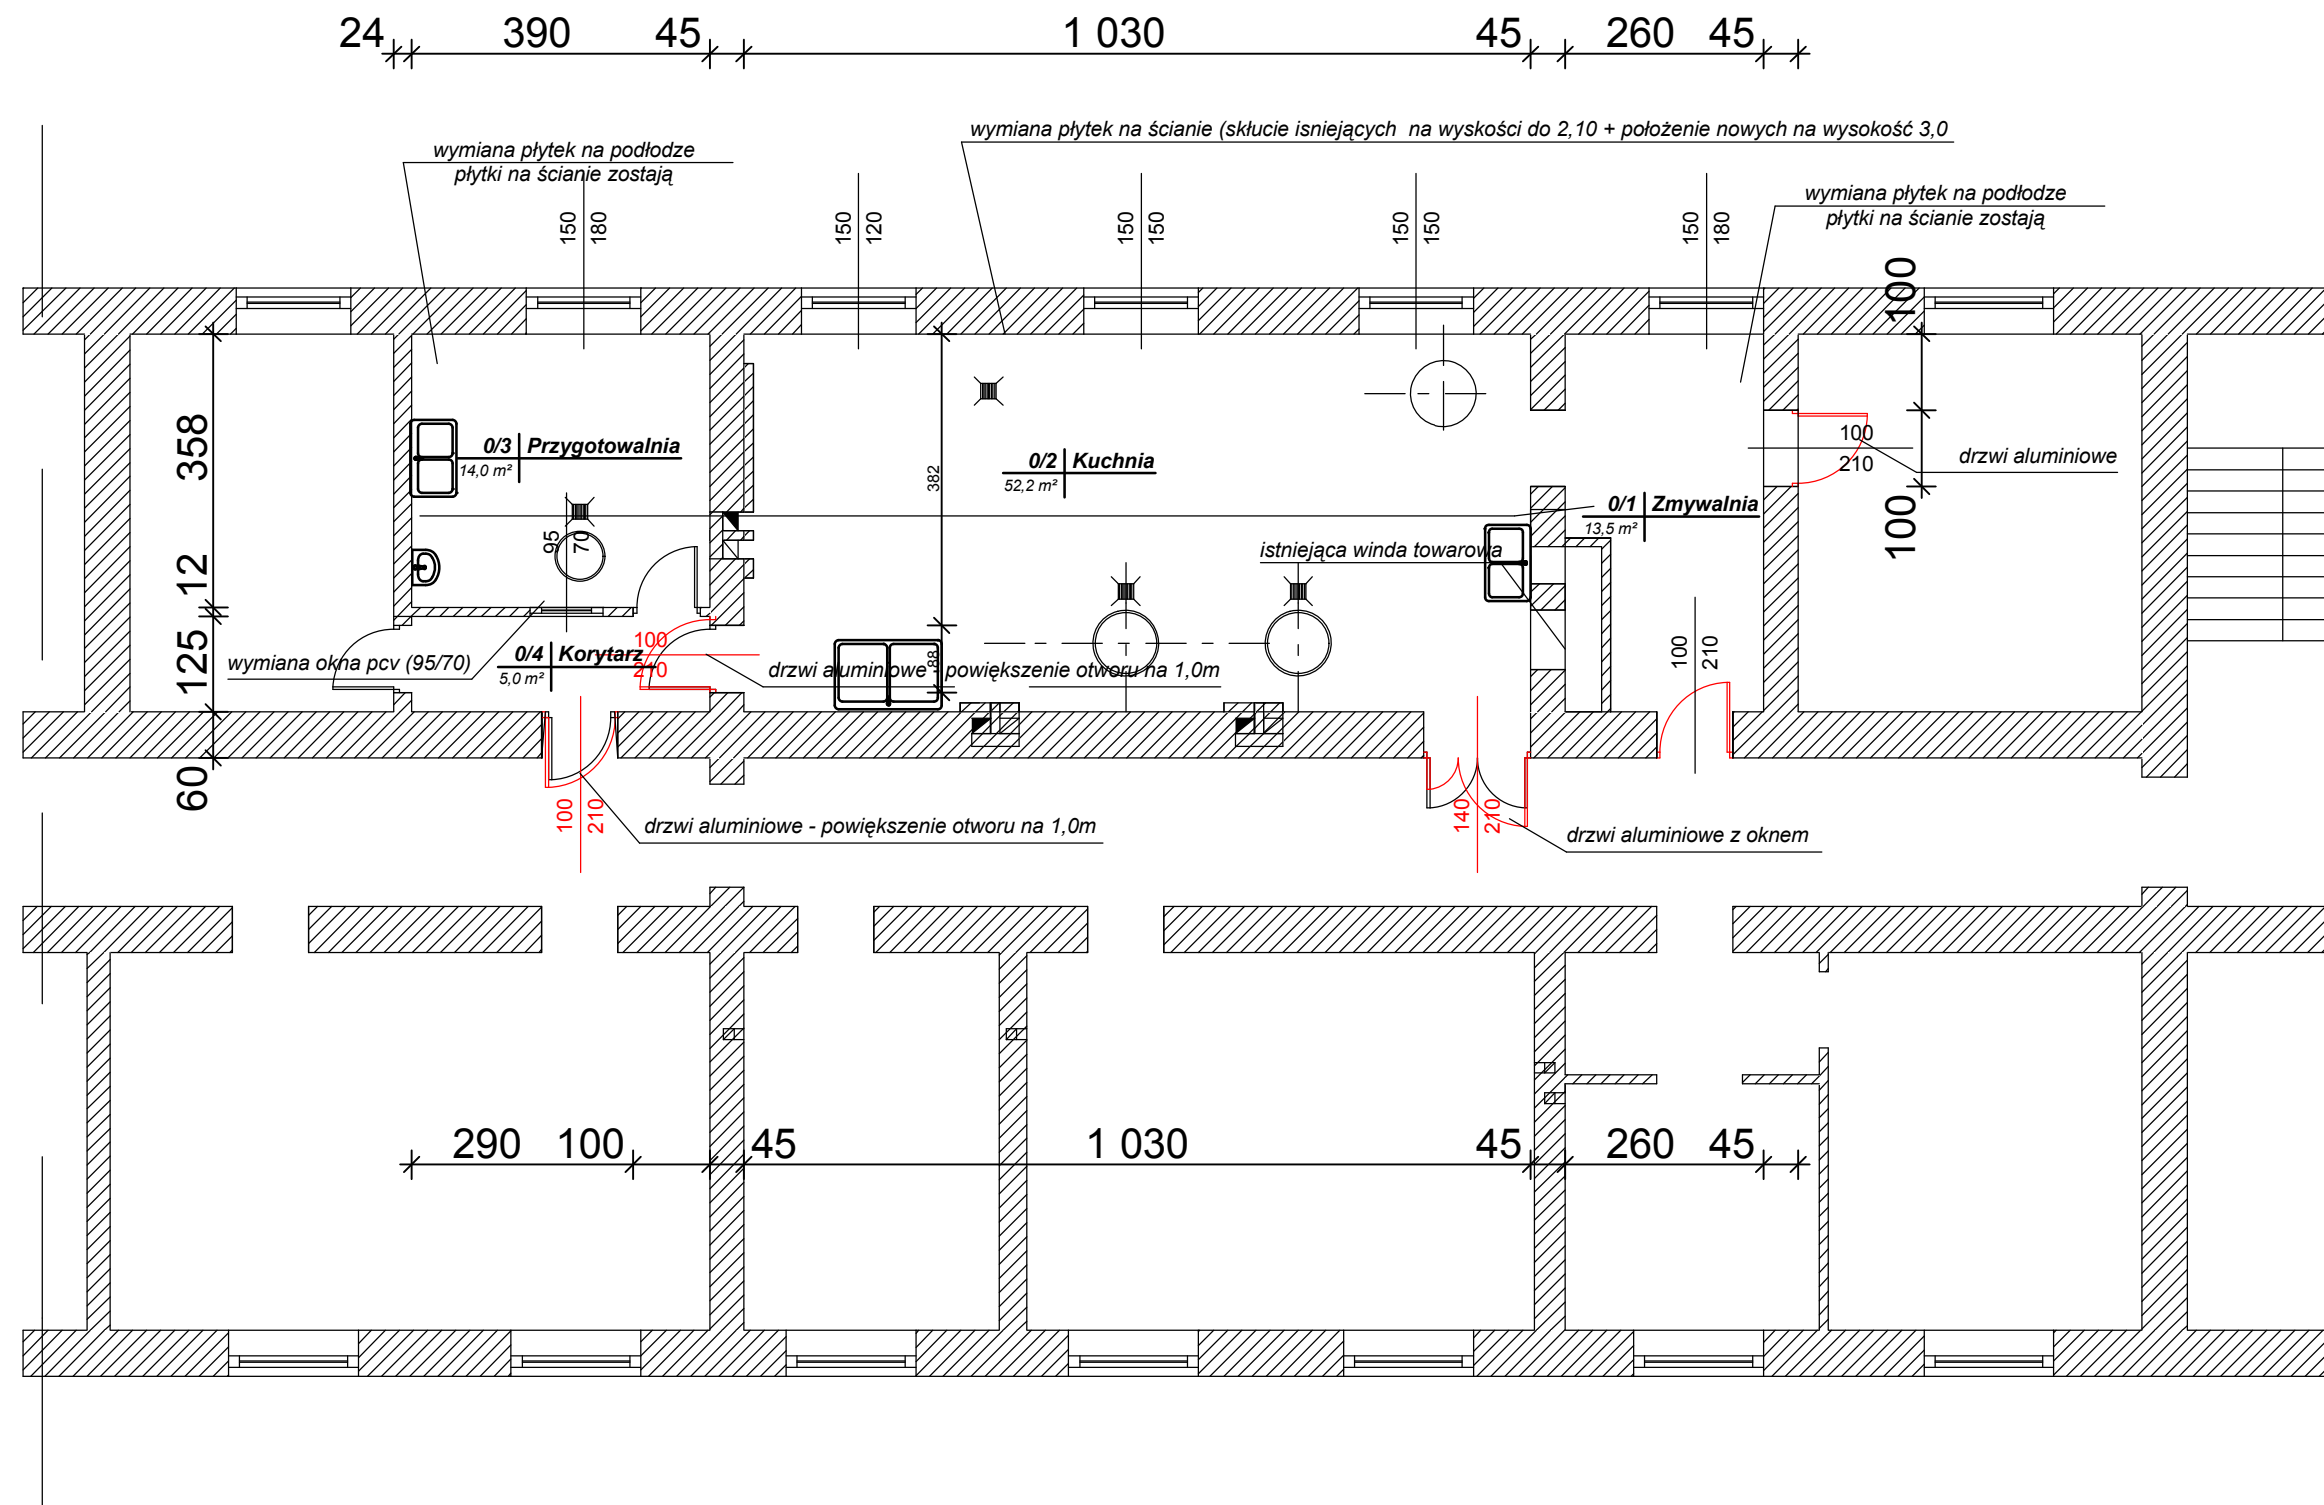 24 390 45 1 030 45 260 45
wymiana płytek na ścianie (skłucie isniejących na wyskości do 2,10 + położenie nowych na wysokość 3,0
wymiana płytek na podłodze
płytki na ścianie zostają
wymiana płytek na podłodze
płytki na ścianie zostają
150 180
150 120
150 150
150 150
150 180
100
358
0/3 Przygotowalnia
14,0 m²
382
0/2 Kuchnia
52,2 m²
100
210
drzwi aluminiowe
0/1 Zmywalnia
13,5 m²
100
95 70
istniejąca winda towarowa
12
125
wymiana okna pcv (95/70)
0/4 Korytarz
5,0 m²
100
210
88
drzwi aluminiowe - powiększenie otworu na 1,0m
100 210
60
100 210
drzwi aluminiowe - powiększenie otworu na 1,0m
140 210
drzwi aluminiowe z oknem
290 100 45 1 030 45 260 45